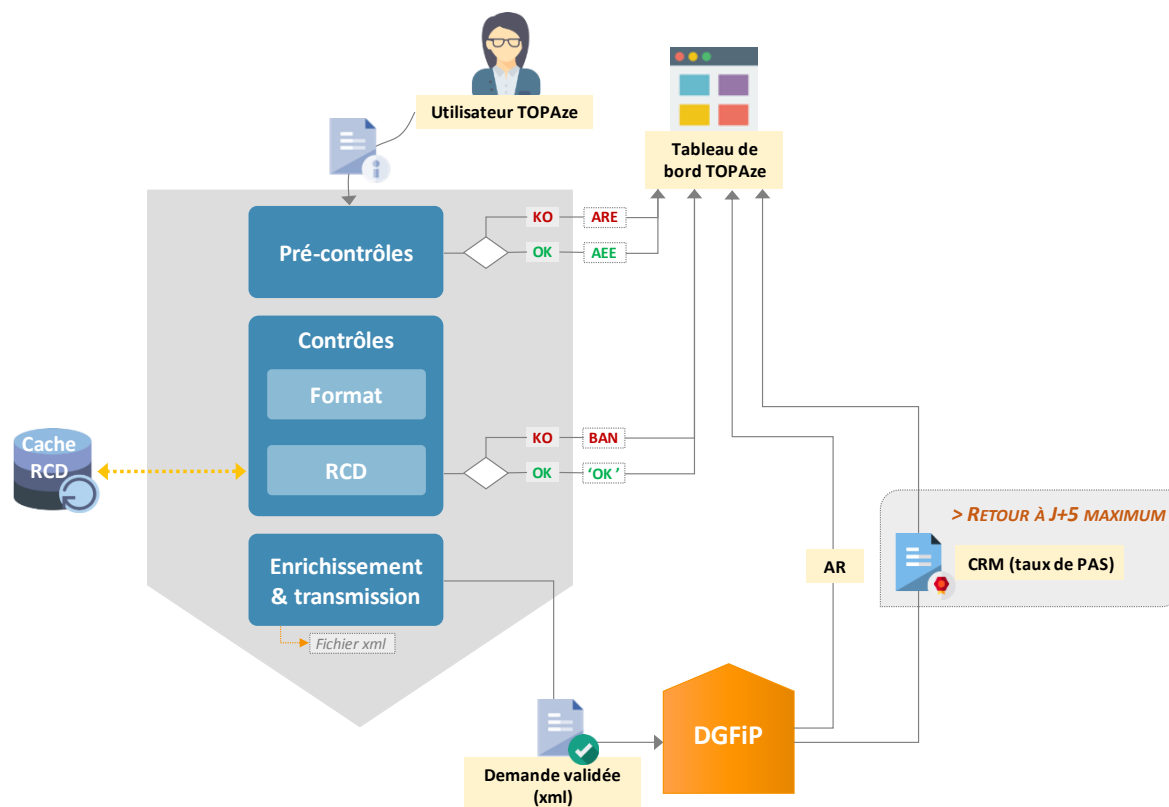 Utilisateur TOPAze
Tableau de
bord TOPAze
Pré-contrôles
KO
ARE
OK
AEE
Contrôles
Format
RCD
Cache
RCD
KO
BAN
OK
‘OK’
Enrichissement
& transmission
Fichier xml
> RETOUR À J+5 MAXIMUM
CRM (taux de PAS)
AR
DGFiP
Demande validée
(xml)